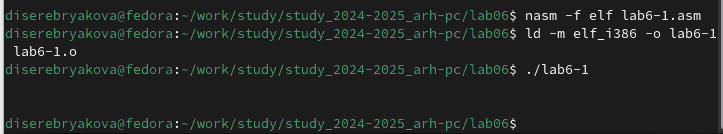 diserebryakova@fedora:~/work/study/study_2024-2025_arh-pc/lab06$ nasm -f elf lab6-1.asm
diserebryakova@fedora:~/work/study/study_2024-2025_arh-pc/lab06$ ld -m elf_i386 -o lab6-1
lab6-1.o
diserebryakova@fedora:~/work/study/study_2024-2025_arh-pc/lab06$ ./lab6-1
diserebryakova@fedora:~/work/study/study_2024-2025_arh-pc/lab06$